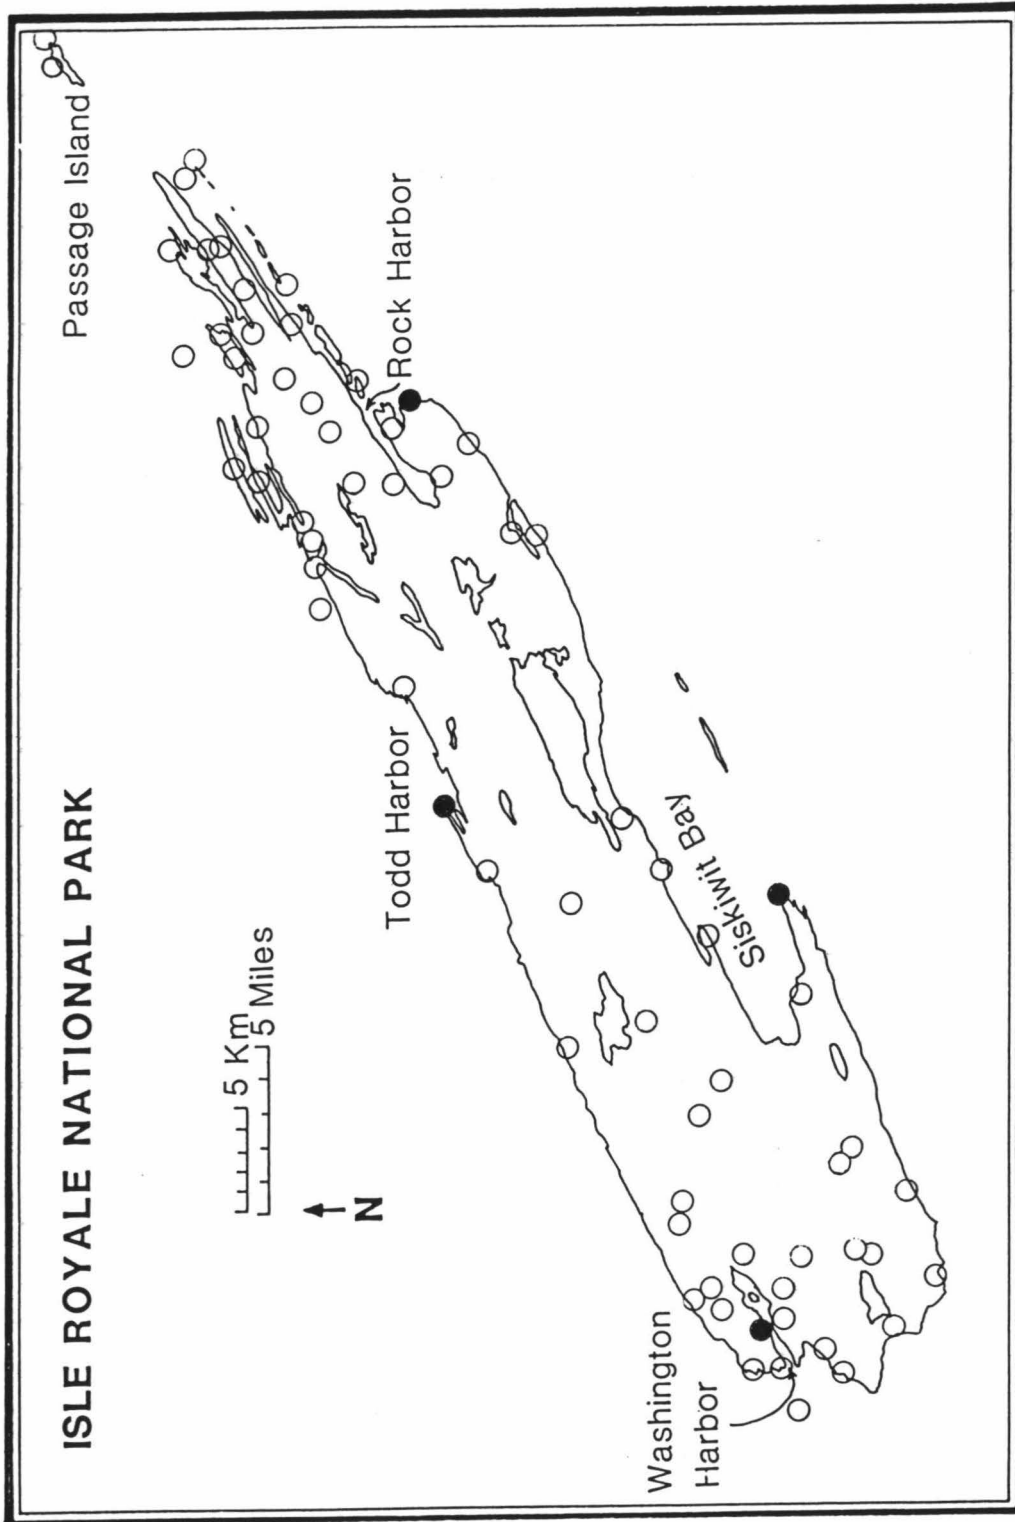 ISLE ROYALE NATIONAL PARK
Passage Island
5 Km
5 Miles
N
Todd Harbor
Rock Harbor
Siskiwit Bay
Washington
Harbor